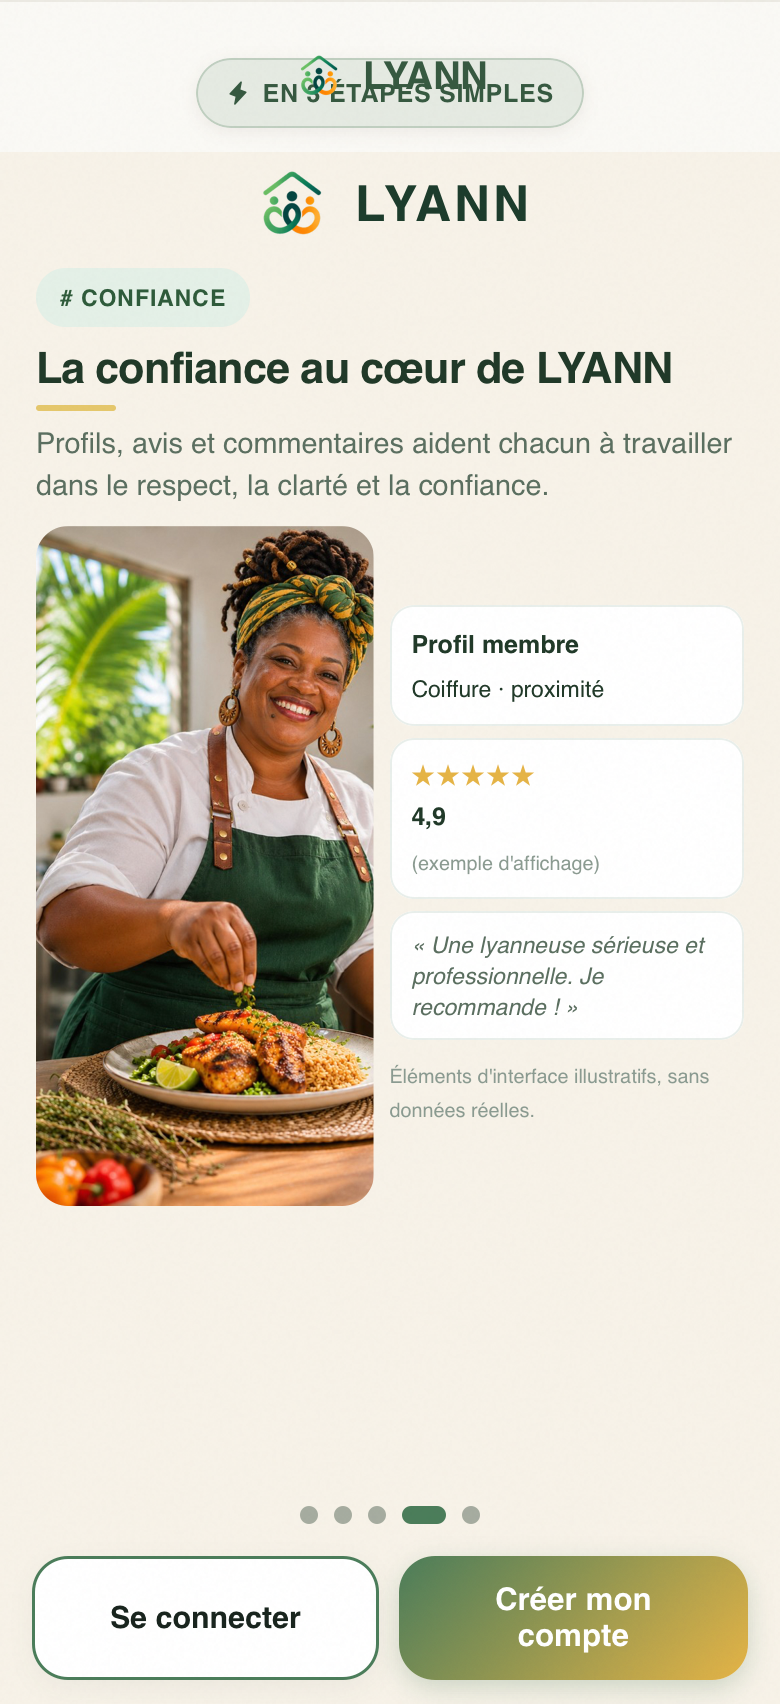 LYANN
EN 3 ÉTAPES SIMPLES
LYANN
# CONFIANCE
La confiance au cœur de LYANN
Profils, avis et commentaires aident chacun à travailler
dans le respect, la clarté et la confiance.
Profil membre
Coiffure · proximité
★★★★★
4,9
(exemple d'affichage)
« Une lyanneuse sérieuse et
professionnelle. Je
recommande ! »
Éléments d'interface illustratifs, sans
données réelles.
Se connecter
Créer mon
compte